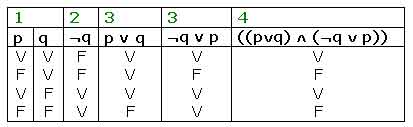 1 2 3 3 4
p q ¬q p v q ¬q v p ((pvq) ʌ (¬q v p))
V V F V V V
F V F V F F
V F V V V V
F F V F V F